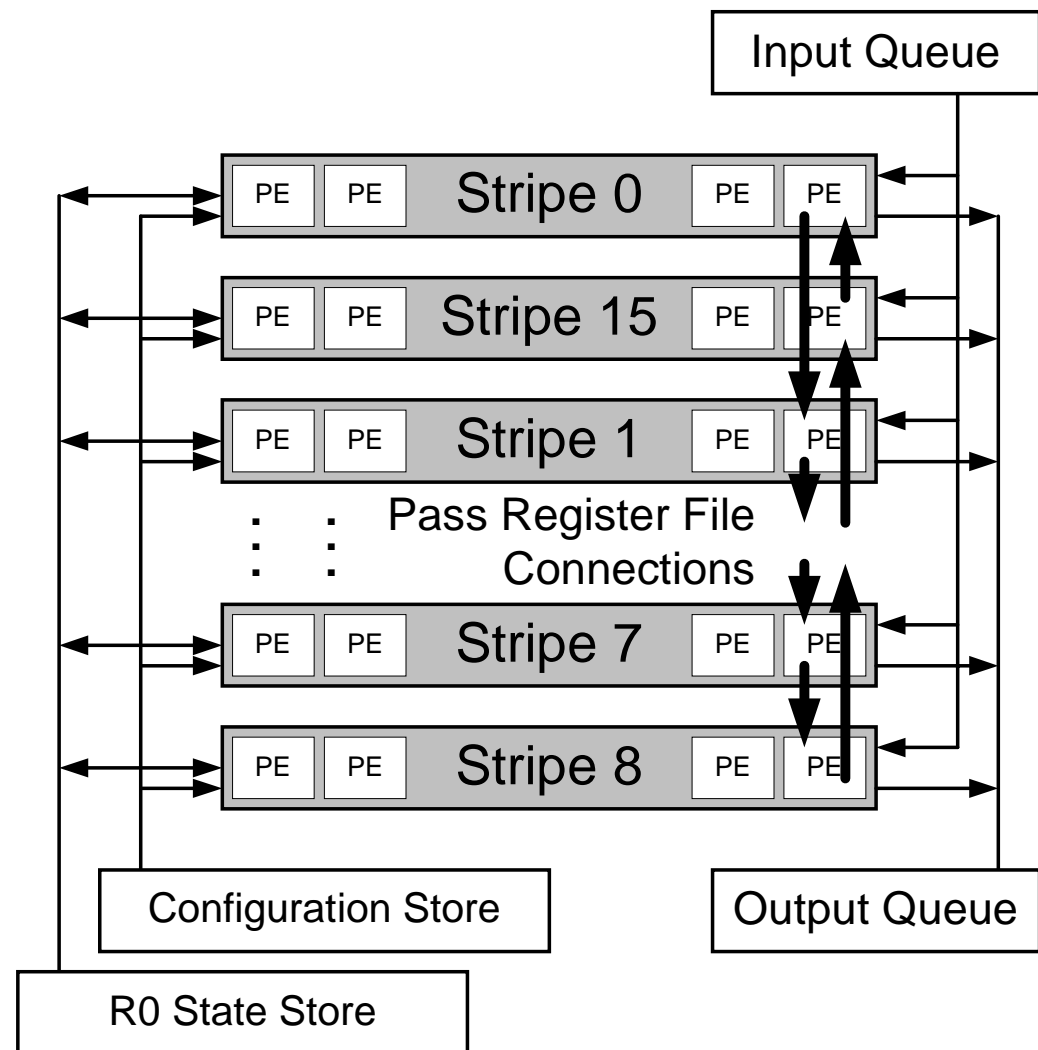 Input Queue
PE PE Stripe 0 PE PE
PE PE Stripe 15 PE PE
PE PE Stripe 1 PE PE
Pass Register File
Connections
PE PE Stripe 7 PE PE
PE PE Stripe 8 PE PE
Configuration Store
Output Queue
R0 State Store